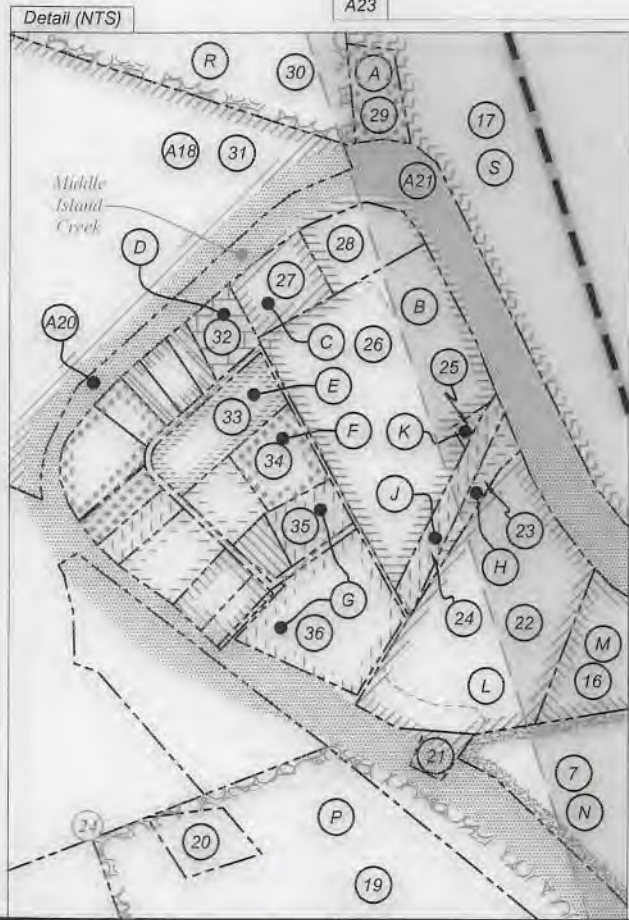 A23
Detail (NTS)
R
30
A
29
17
S
A18
31
A21
Middle
Island
Creek
D
28
27
B
32
C
26
A20
25
E
33
K
F
34
J
35
23
H
G
24
22
36
M
16
L
21
7
N
24
P
20
19